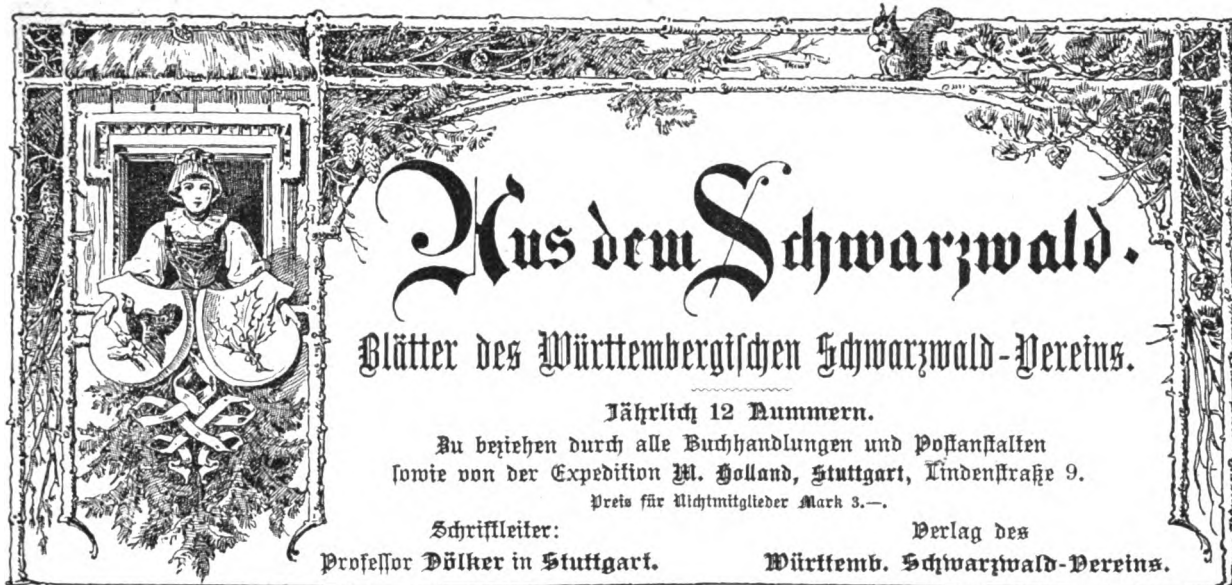 Aus dem Schwarzwald.
Blätter des Württembergischen Schwarzwald-Vereins.
Jährlich 12 Nummern.
Zu beziehen durch alle Buchhandlungen und Postanstalten
sowie von der Expedition M. Holland, Stuttgart, Lindenstraße 9.
Preis für Nichtmitglieder Mark 3.—.
Schriftleiter:
Professor Dölker in Stuttgart.
Verlag des
Württemb. Schwarzwald-Vereins.